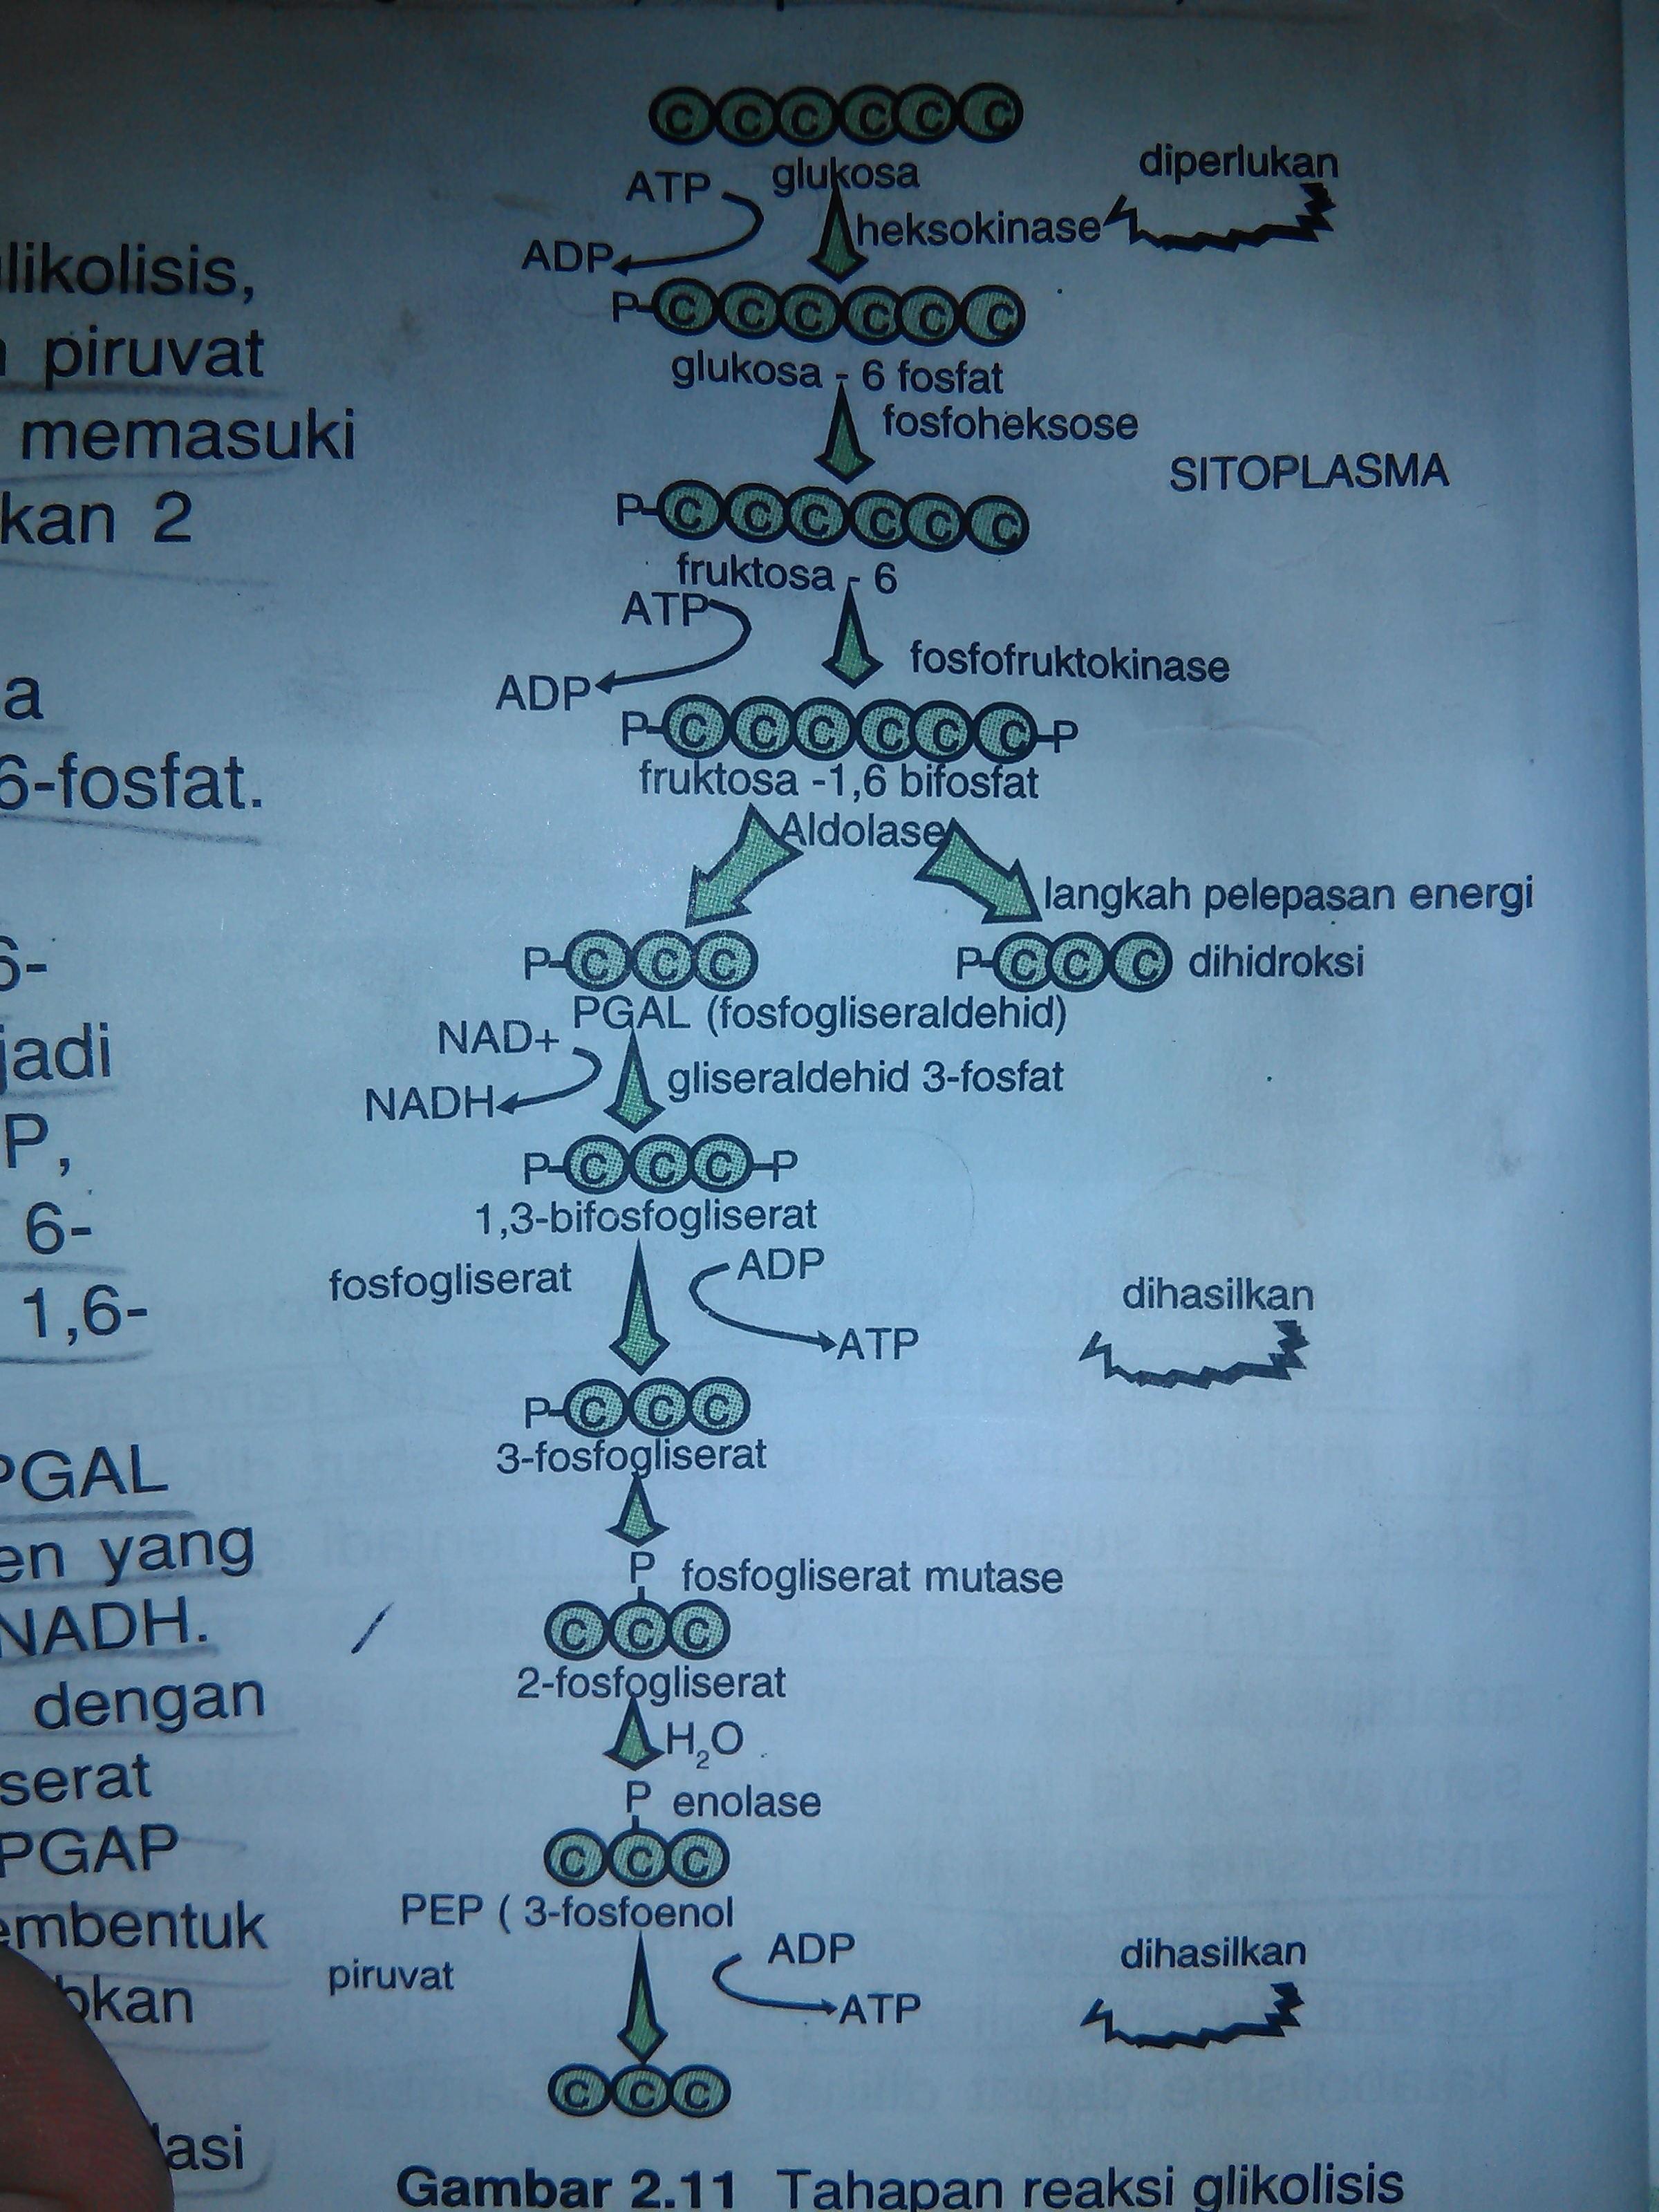 likolisis,
piruvat
memasuki
kan 2
a
6-fosfat.
6-
jadi
P,
6-
1,6-
PGAL
en yang
NADH.
dengan
serat
PGAP
embentuk
bkan
asi
C C C C C C
glukosa
diperlukan
ATP
heksokinase
ADP
P-C C C C C C
glukosa - 6 fosfat
fosfoheksose
SITOPLASMA
P-C C C C C C
fruktosa - 6
ATP
fosfofruktokinase
ADP
P-C C C C C C-P
fruktosa -1,6 bifosfat
Aldolase
langkah pelepasan energi
P-C C C
P-C C C dihidroksi
PGAL (fosfogliseraldehid)
NAD+
gliseraldehid 3-fosfat
NADH
P-C C C-P
1,3-bifosfogliserat
fosfogliserat
ADP
dihasilkan
ATP
P-C C C
3-fosfogliserat
P fosfogliserat mutase
C C C
2-fosfogliserat
H₂O
P enolase
C C C
PEP ( 3-fosfoenol
piruvat
ADP
dihasilkan
ATP
C C C
Gambar 2.11 Tahapan reaksi glikolisis